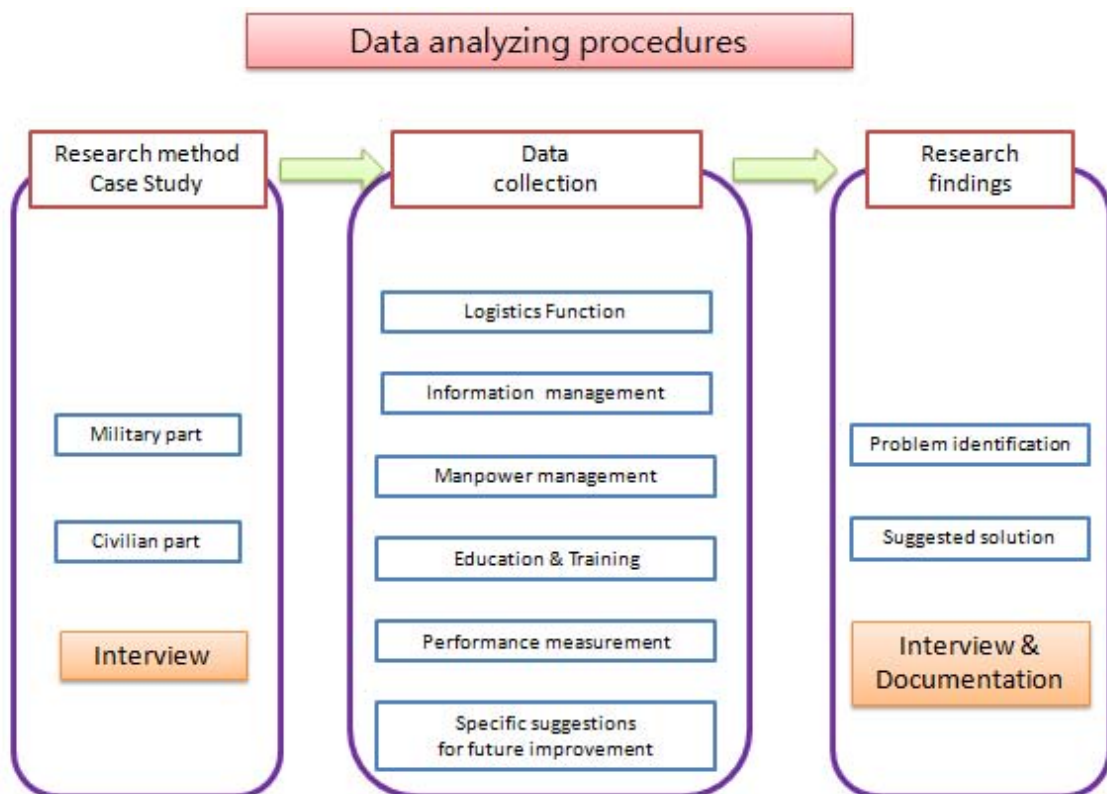 Data analyzing procedures
Research method
Case Study
Military part
Civilian part
Interview
Data
collection
Logistics Function
Information management
Manpower management
Education & Training
Performance measurement
Specific suggestions
for future improvement
Research
findings
Problem identification
Suggested solution
Interview &
Documentation